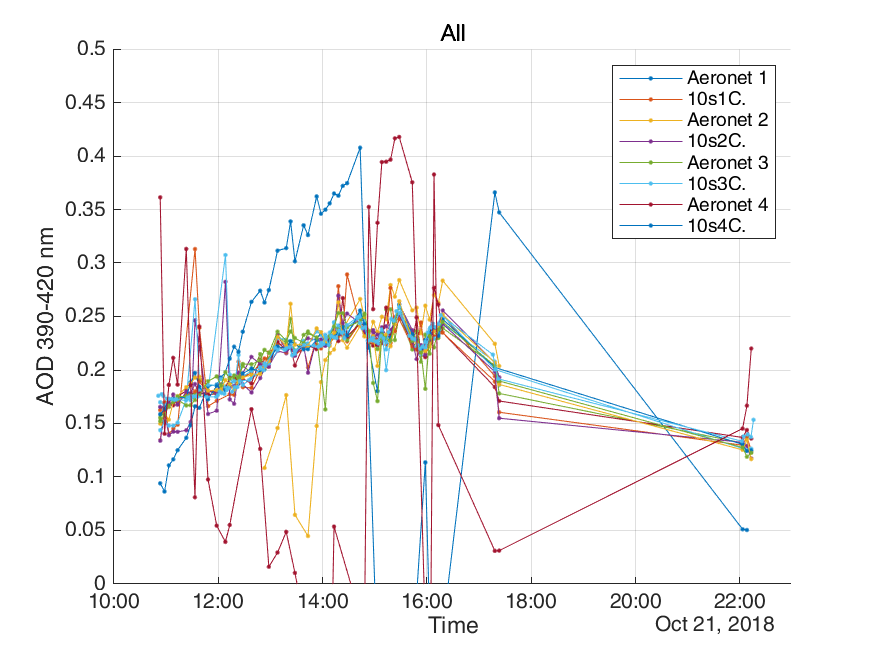 All
0.5
0.45
0.4
0.35
0.3
0.25
0.2
0.15
0.1
0.05
0
AOD 390-420 nm
Aeronet 1
10s1C.
Aeronet 2
10s2C.
Aeronet 3
10s3C.
Aeronet 4
10s4C.
10:00 12:00 14:00 16:00 18:00 20:00 22:00
Time
Oct 21, 2018